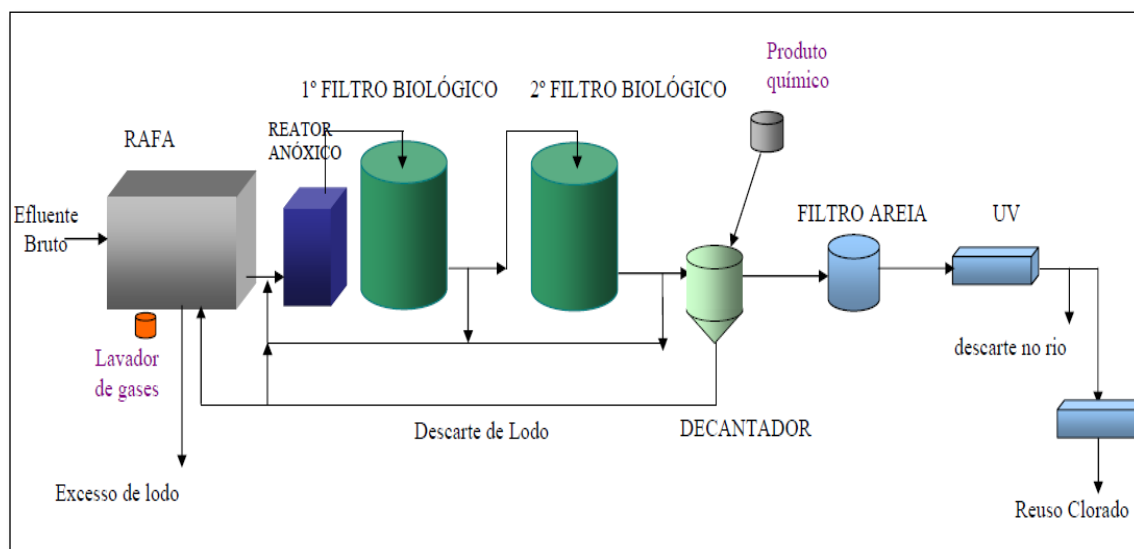 Produto
químico
1º FILTRO BIOLÓGICO
2º FILTRO BIOLÓGICO
RAFA
REATOR
ANÓXICO
Efluente
Bruto
FILTRO AREIA
UV
Lavador
de gases
descarte no rio
Descarte de Lodo
DECANTADOR
Excesso de lodo
Reuso Clorado